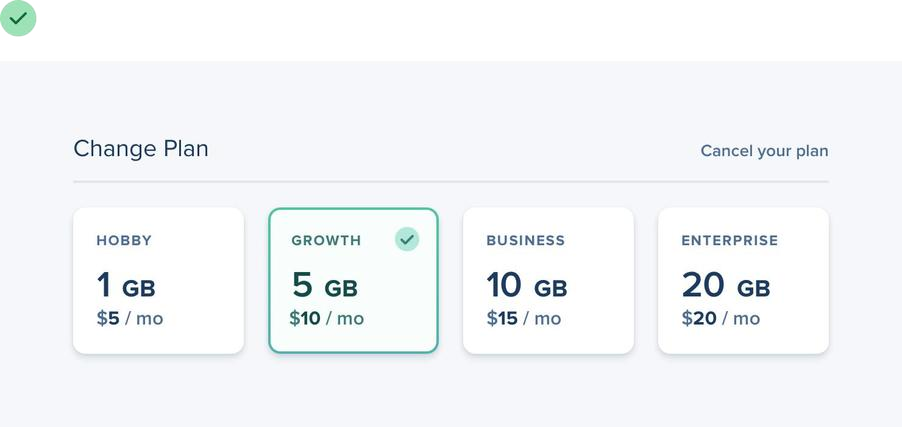 Change Plan
Cancel your plan
HOBBY
1 GB
$5 / mo
GROWTH
5 GB
$10 / mo
BUSINESS
10 GB
$15 / mo
ENTERPRISE
20 GB
$20 / mo